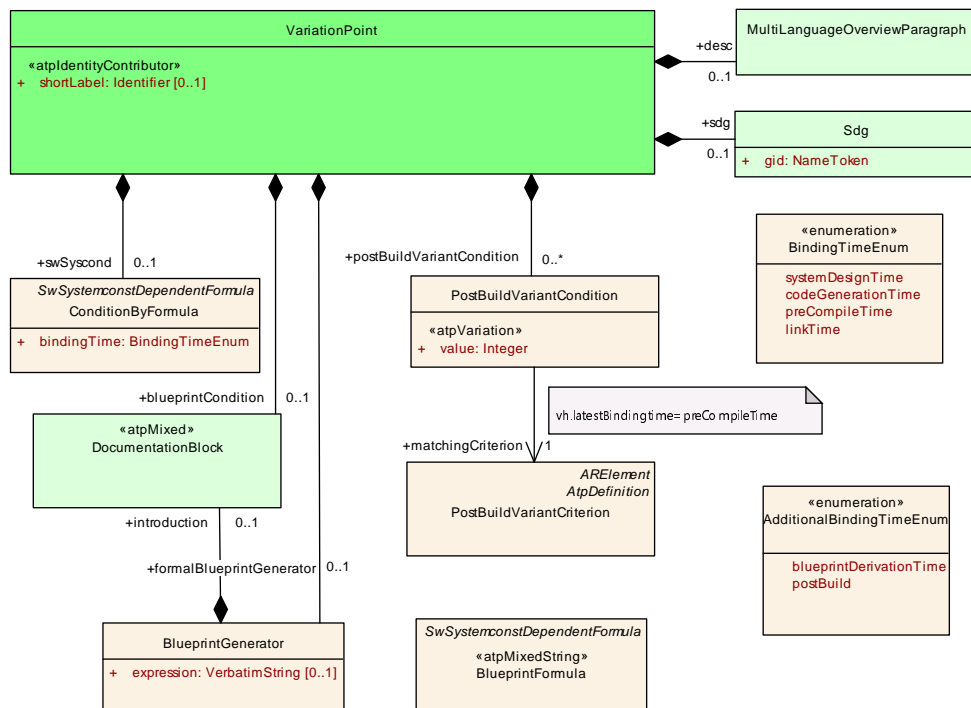 VariationPoint
«atpIdentityContributor»
+ shortLabel: Identifier [0..1]
+desc
0..1
MultiLanguageOverviewParagraph
+sdg
0..1
Sdg
+ gid: NameToken
+swSyscond
0..1
SwSystemconstDependentFormula
ConditionByFormula
+ bindingTime: BindingTimeEnum
+postBuildVariantCondition
0..*
PostBuildVariantCondition
«atpVariation»
+ value: Integer
«enumeration»
BindingTimeEnum
systemDesignTime
codeGenerationTime
preCompileTime
linkTime
+blueprintCondition
0..1
«atpMixed»
DocumentationBlock
vh.latestBindingtime= preCompileTime
+matchingCriterion
1
ARElement
AtpDefinition
PostBuildVariantCriterion
+introduction
0..1
+formalBlueprintGenerator
0..1
«enumeration»
AdditionalBindingTimeEnum
blueprintDerivationTime
postBuild
BlueprintGenerator
+ expression: VerbatimString [0..1]
SwSystemconstDependentFormula
«atpMixedString»
BlueprintFormula